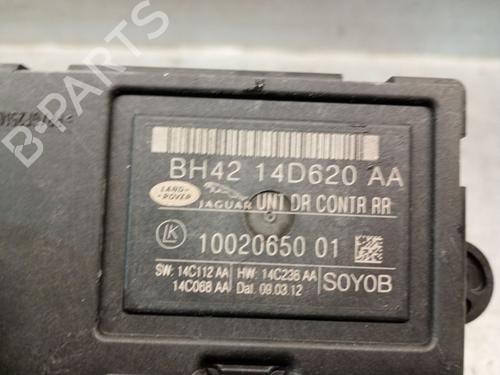 B-PARTS
BH42 14D620 AA
LAND-
ROVER
JAGUAR UNI DR CONTR RR
LK 10020650 01
SW: 14C112 AA HW: 14C236 AA
14C068 AA Dat. 09.03.12 S0Y0B